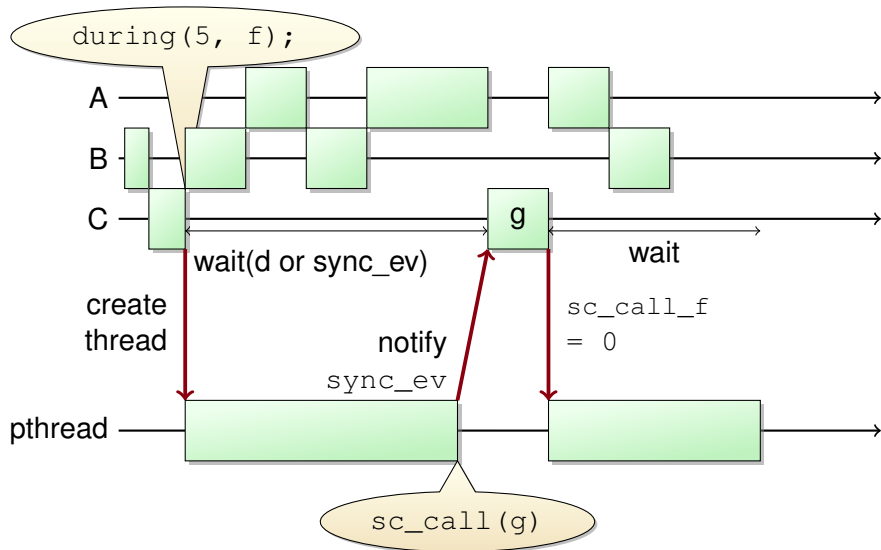 during(5, f);
A
B
C
g
wait(d or sync_ev)
wait
create
thread
notify
sync_ev
sc_call_f
= 0
pthread
sc_call(g)